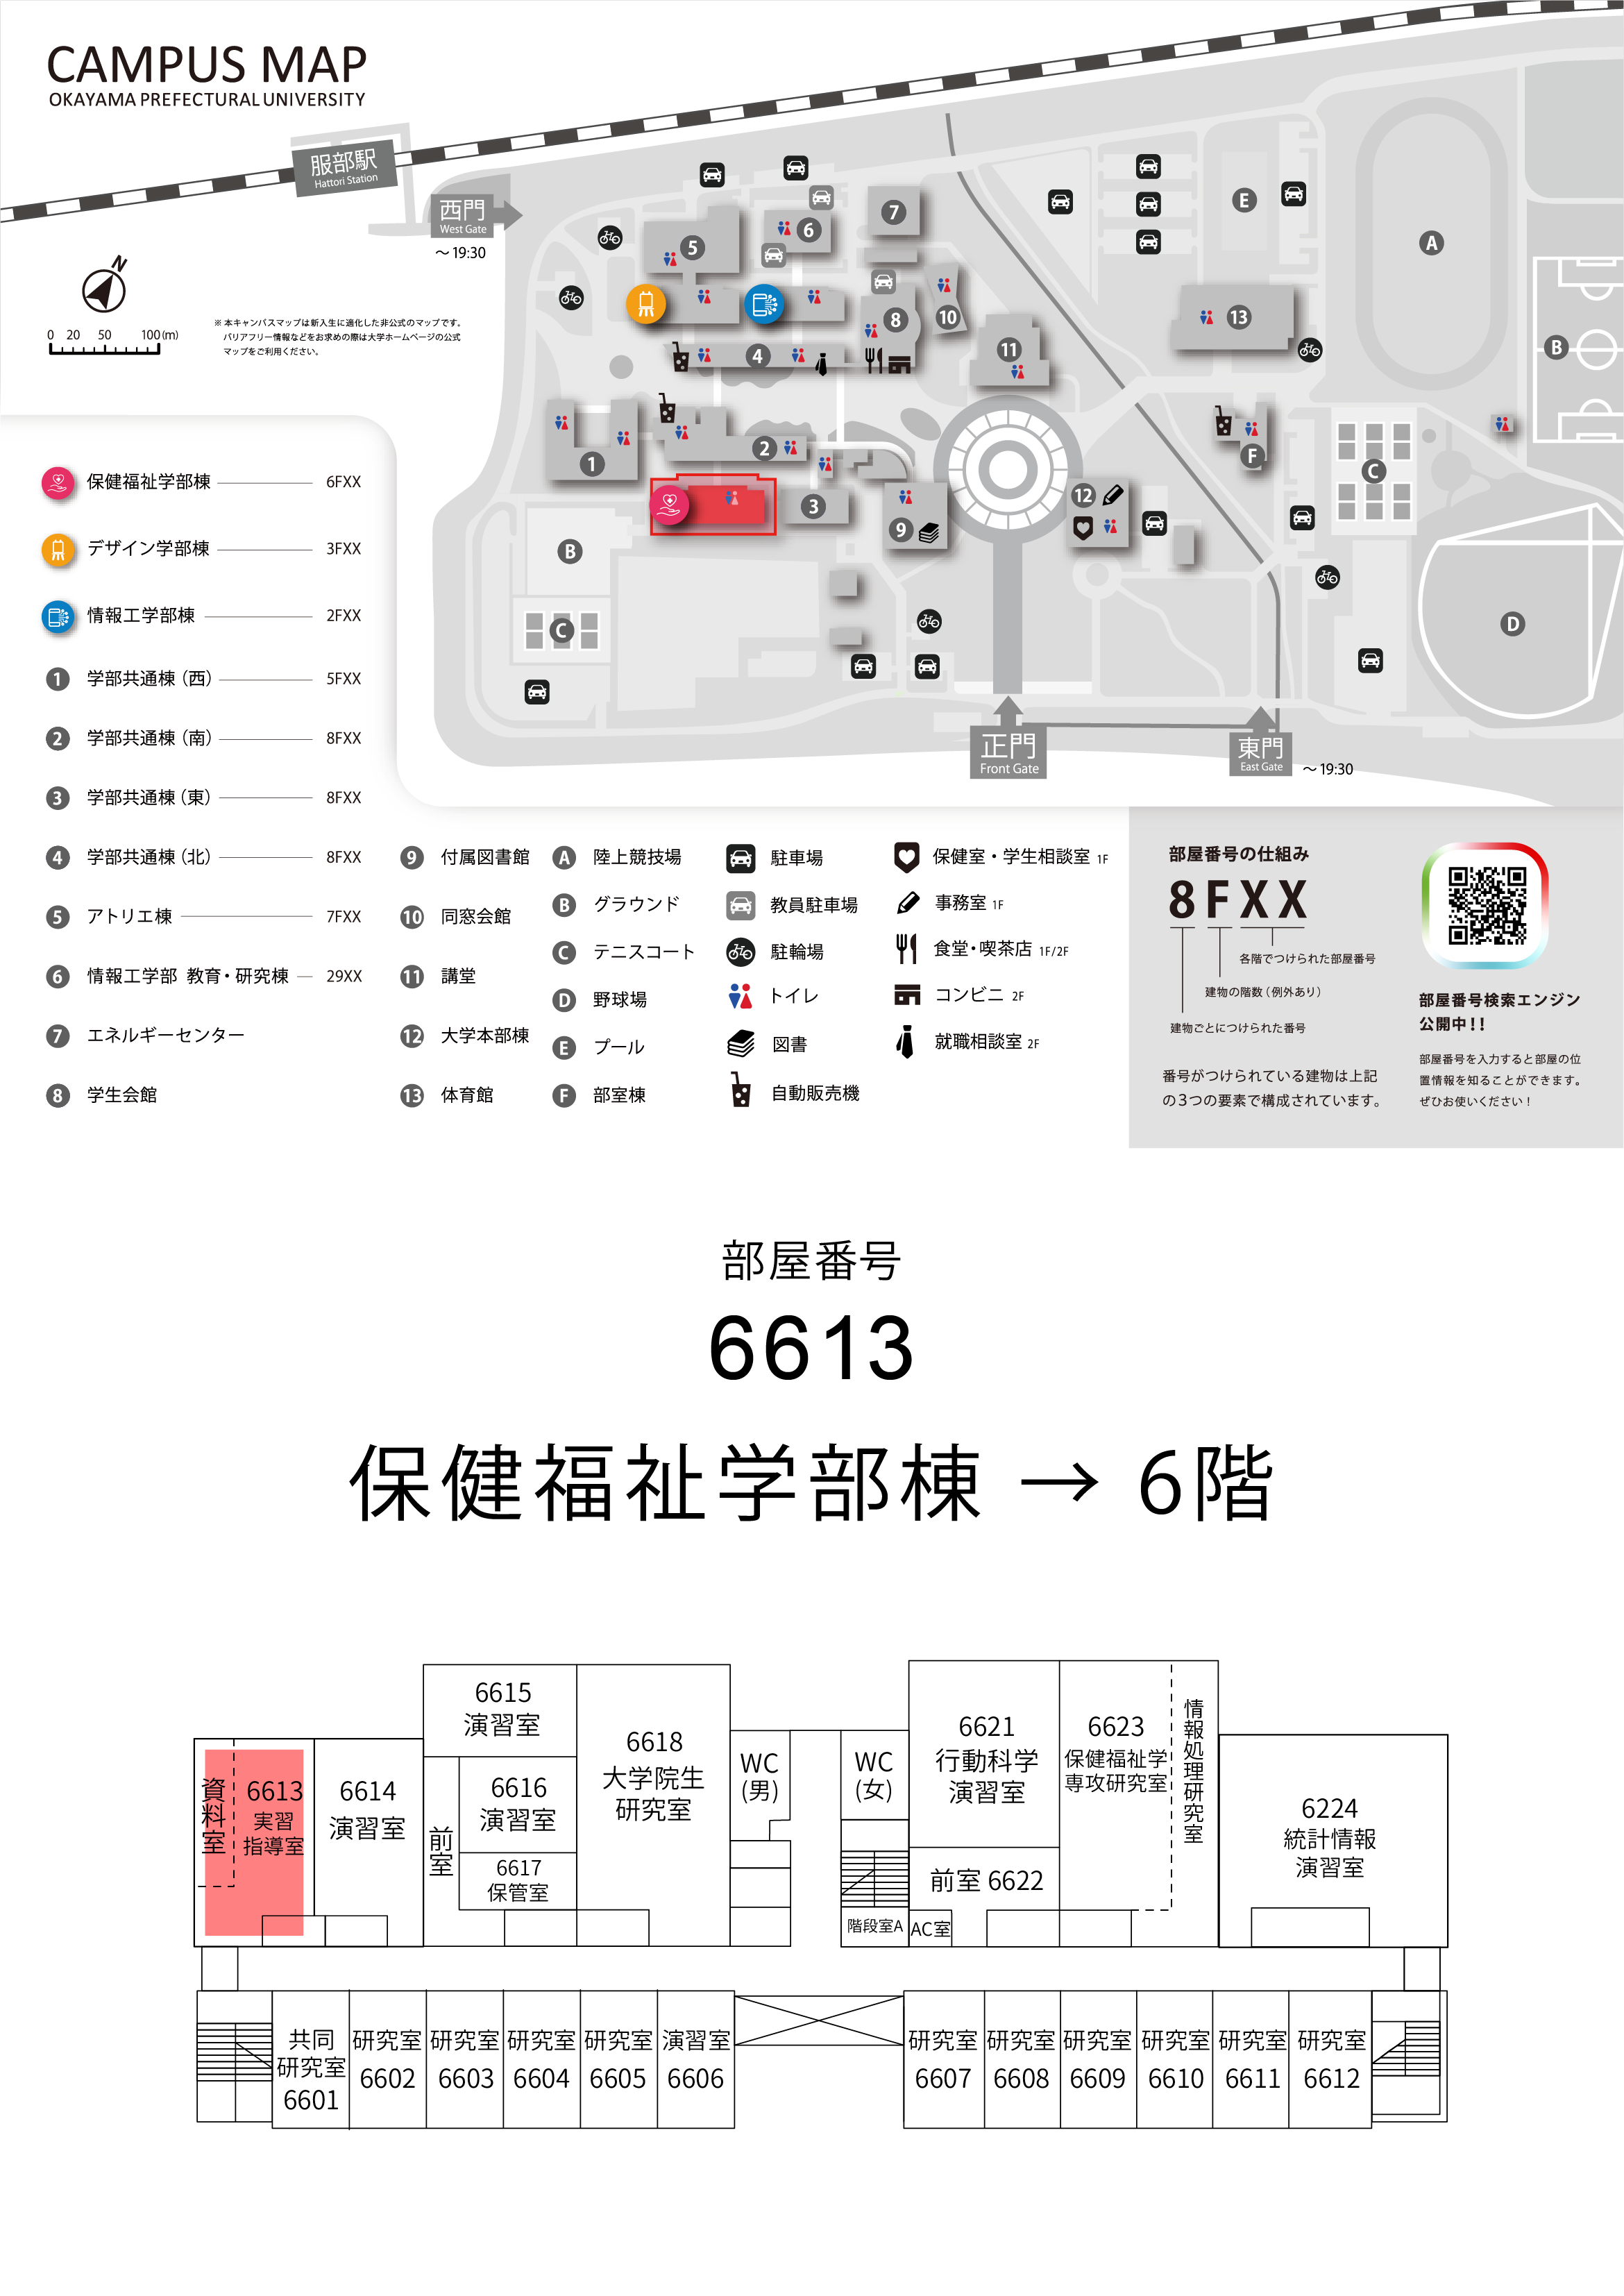 CAMPUS MAP
OKAYAMA PREFECTURAL UNIVERSITY
服部駅
Hattori Station
西門
West Gate
～19:30
N
0 20 50 100(m)
※本キャンパスマップは新入生に適化した非公式のマップです。
バリアフリー情報などをお求めの際は大学ホームページの公式
マップをご利用ください。
7
6
5
E
A
8
10
13
4
11
B
1
2
F
C
3
9
12
B
C
D
正門
Front Gate
東門
East Gate
～19:30
保健福祉学部棟 6FXX
デザイン学部棟 3FXX
情報工学部棟 2FXX
1 学部共通棟（西） 5FXX
2 学部共通棟（南） 8FXX
3 学部共通棟（東） 8FXX
4 学部共通棟（北） 8FXX
5 アトリエ棟 7FXX
6 情報工学部 教育・研究棟 29XX
7 エネルギーセンター
8 学生会館
9 付属図書館
10 同窓会館
11 講堂
12 大学本部棟
13 体育館
A 陸上競技場
B グラウンド
C テニスコート
D 野球場
E プール
F 部室棟
駐車場
教員駐車場
駐輪場
トイレ
図書
自動販売機
保健室・学生相談室 1F
事務室 1F
食堂・喫茶店 1F/2F
コンビニ 2F
就職相談室 2F
部屋番号の仕組み
8FXX
各階でつけられた部屋番号
建物の階数（例外あり）
建物ごとにつけられた番号
番号がつけられている建物は上記
の3つの要素で構成されています。
部屋番号検索エンジン
公開中！！
部屋番号を入力すると部屋の位
置情報を知ることができます。
ぜひお使いください！
部屋番号
6613
保健福祉学部棟 → 6階
資料室
6613
実習
指導室
6614
演習室
6615
演習室
前室
6616
演習室
6617
保管室
6618
大学院生
研究室
WC
(男)
WC
(女)
階段室A
AC室
6621
行動科学
演習室
前室 6622
6623
保健福祉学
専攻研究室
情報処理研究室
6224
統計情報
演習室
共同
研究室
6601
研究室
6602
研究室
6603
研究室
6604
研究室
6605
演習室
6606
研究室
6607
研究室
6608
研究室
6609
研究室
6610
研究室
6611
研究室
6612